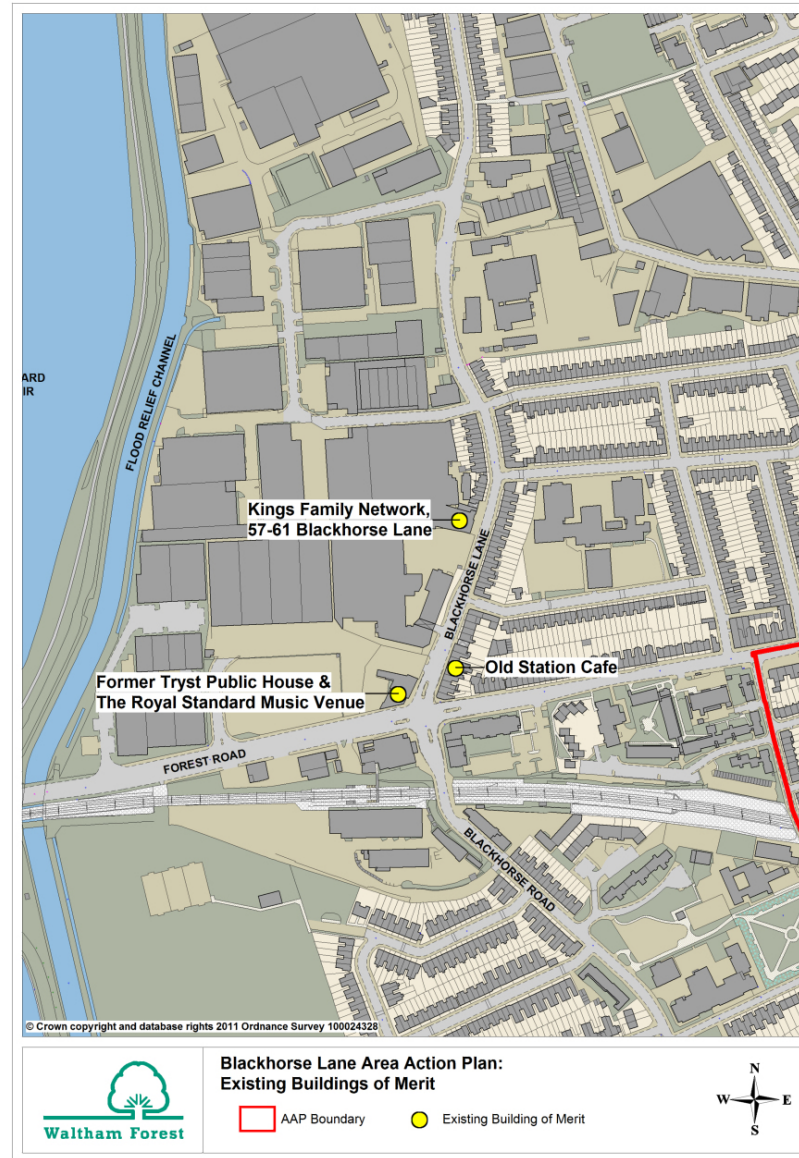 ARD
IR
FLOOD RELIEF CHANNEL
Kings Family Network,
57-61 Blackhorse Lane
BLACKHORSE LANE
Old Station Cafe
Former Tryst Public House &
The Royal Standard Music Venue
FOREST ROAD
BLACKHORSE ROAD
© Crown copyright and database rights 2011 Ordnance Survey 100024328
Waltham Forest
Blackhorse Lane Area Action Plan:
Existing Buildings of Merit
AAP Boundary
Existing Building of Merit
N
W E
S